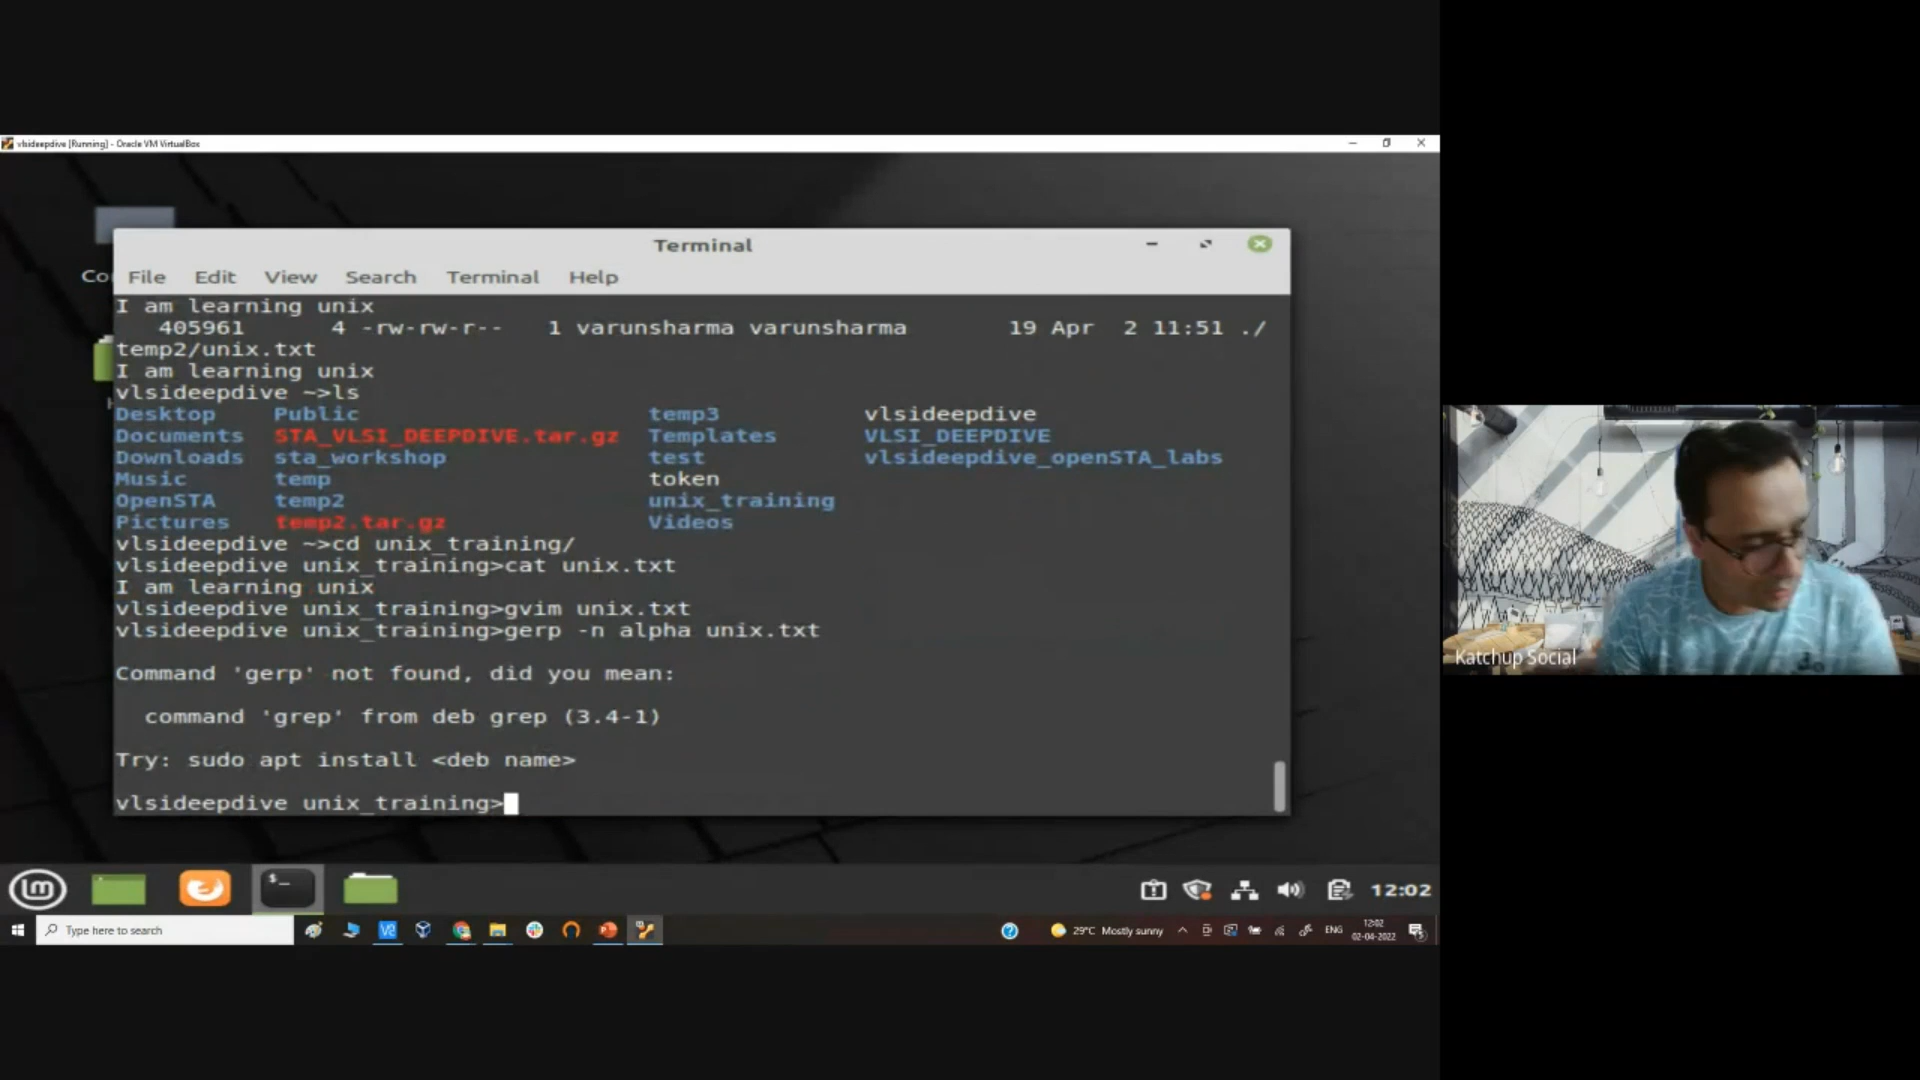 vlsideepdive [Running] - Oracle VM VirtualBox
Terminal
File Edit View Search Terminal Help
I am learning unix
405961 4 -rw-rw-r-- 1 varunsharma varunsharma 19 Apr 2 11:51 ./
temp2/unix.txt
I am learning unix
vlsideepdive ~>ls
Desktop Public temp3 vlsideepdive
Documents STA_VLSI_DEEPDIVE.tar.gz Templates VLSI_DEEPDIVE
Downloads sta_workshop test vlsideepdive_openSTA_labs
Music temp token
OpenSTA temp2 unix_training
Pictures temp2.tar.gz Videos
vlsideepdive ~>cd unix_training/
vlsideepdive unix_training>cat unix.txt
I am learning unix
vlsideepdive unix_training>gvim unix.txt
vlsideepdive unix_training>gerp -n alpha unix.txt
Command 'gerp' not found, did you mean:
command 'grep' from deb grep (3.4-1)
Try: sudo apt install <deb name>
vlsideepdive unix_training>
12:02
Type here to search
29°C Mostly sunny
ENG
12:02
02-04-2022
Katchup Social